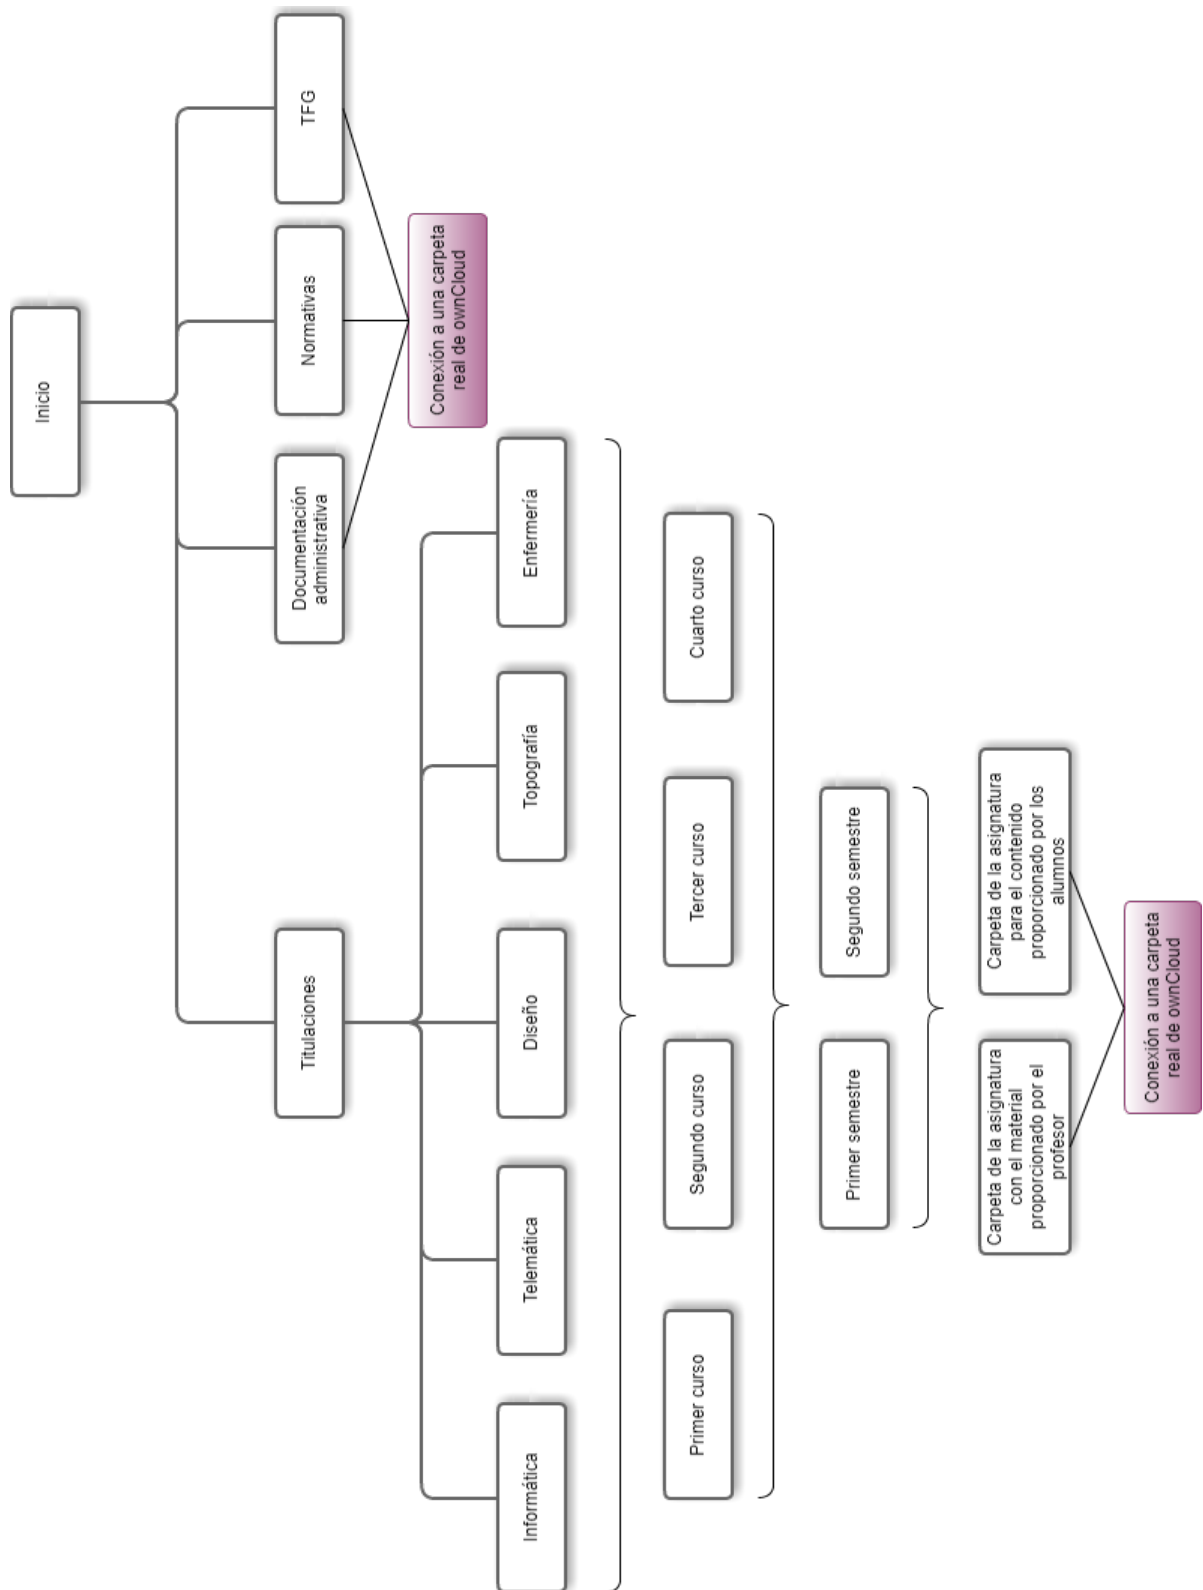 Inicio
Titulaciones
Documentación
administrativa
Normativas
TFG
Conexión a una carpeta
real de ownCloud
Informática
Telemática
Diseño
Topografía
Enfermería
Primer curso
Segundo curso
Tercer curso
Cuarto curso
Primer semestre
Segundo semestre
Carpeta de la asignatura
con el material
proporcionado por el
profesor
Carpeta de la asignatura
para el contenido
proporcionado por los
alumnos
Conexión a una carpeta
real de ownCloud